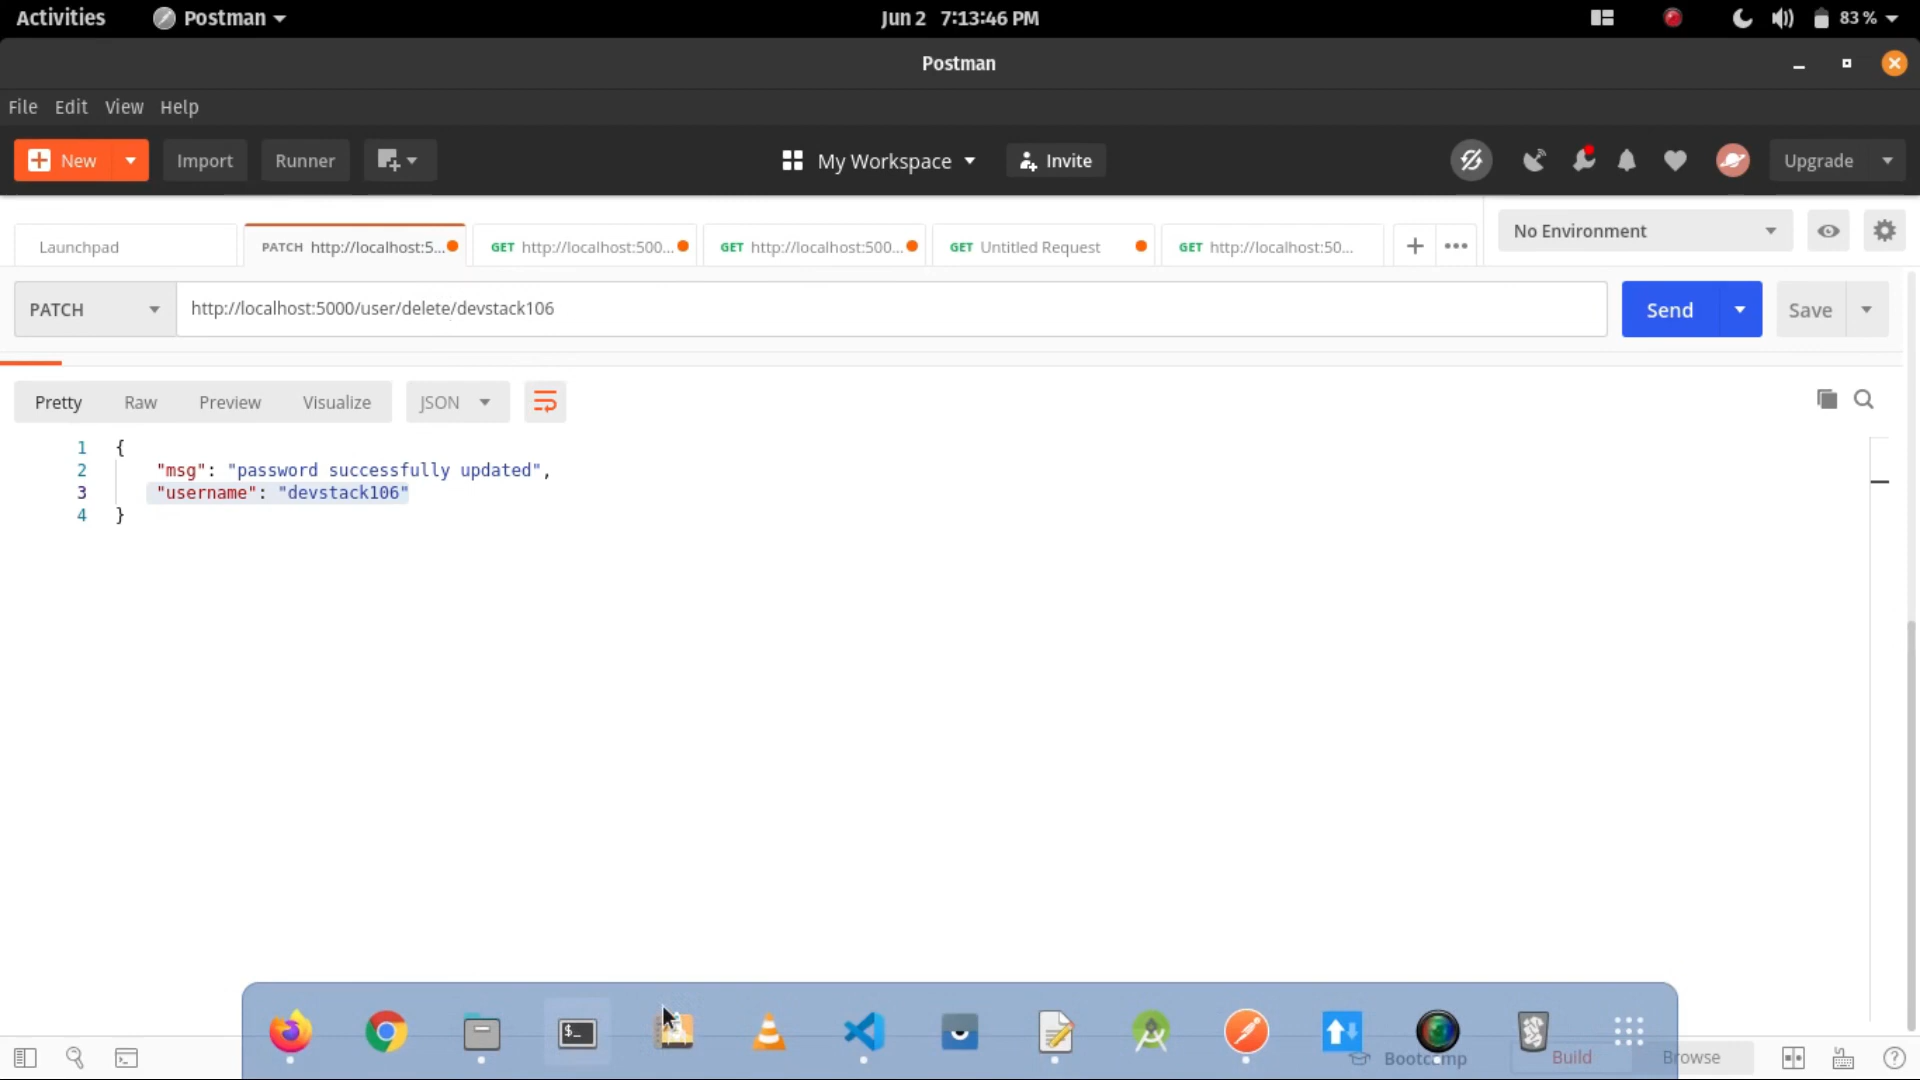 Activities
Postman
Jun 2 7:13:46 PM
83 %
Postman
File Edit View Help
New
Import
Runner
My Workspace
Invite
Upgrade
Launchpad
PATCH http://localhost:5...
GET http://localhost:500...
GET http://localhost:500...
GET Untitled Request
GET http://localhost:50...
No Environment
PATCH
http://localhost:5000/user/delete/devstack106
Send
Save
Pretty
Raw
Preview
Visualize
JSON
1 {
2 "msg": "password successfully updated",
3 "username": "devstack106"
4 }
$_
Bootcamp
Build
Browse